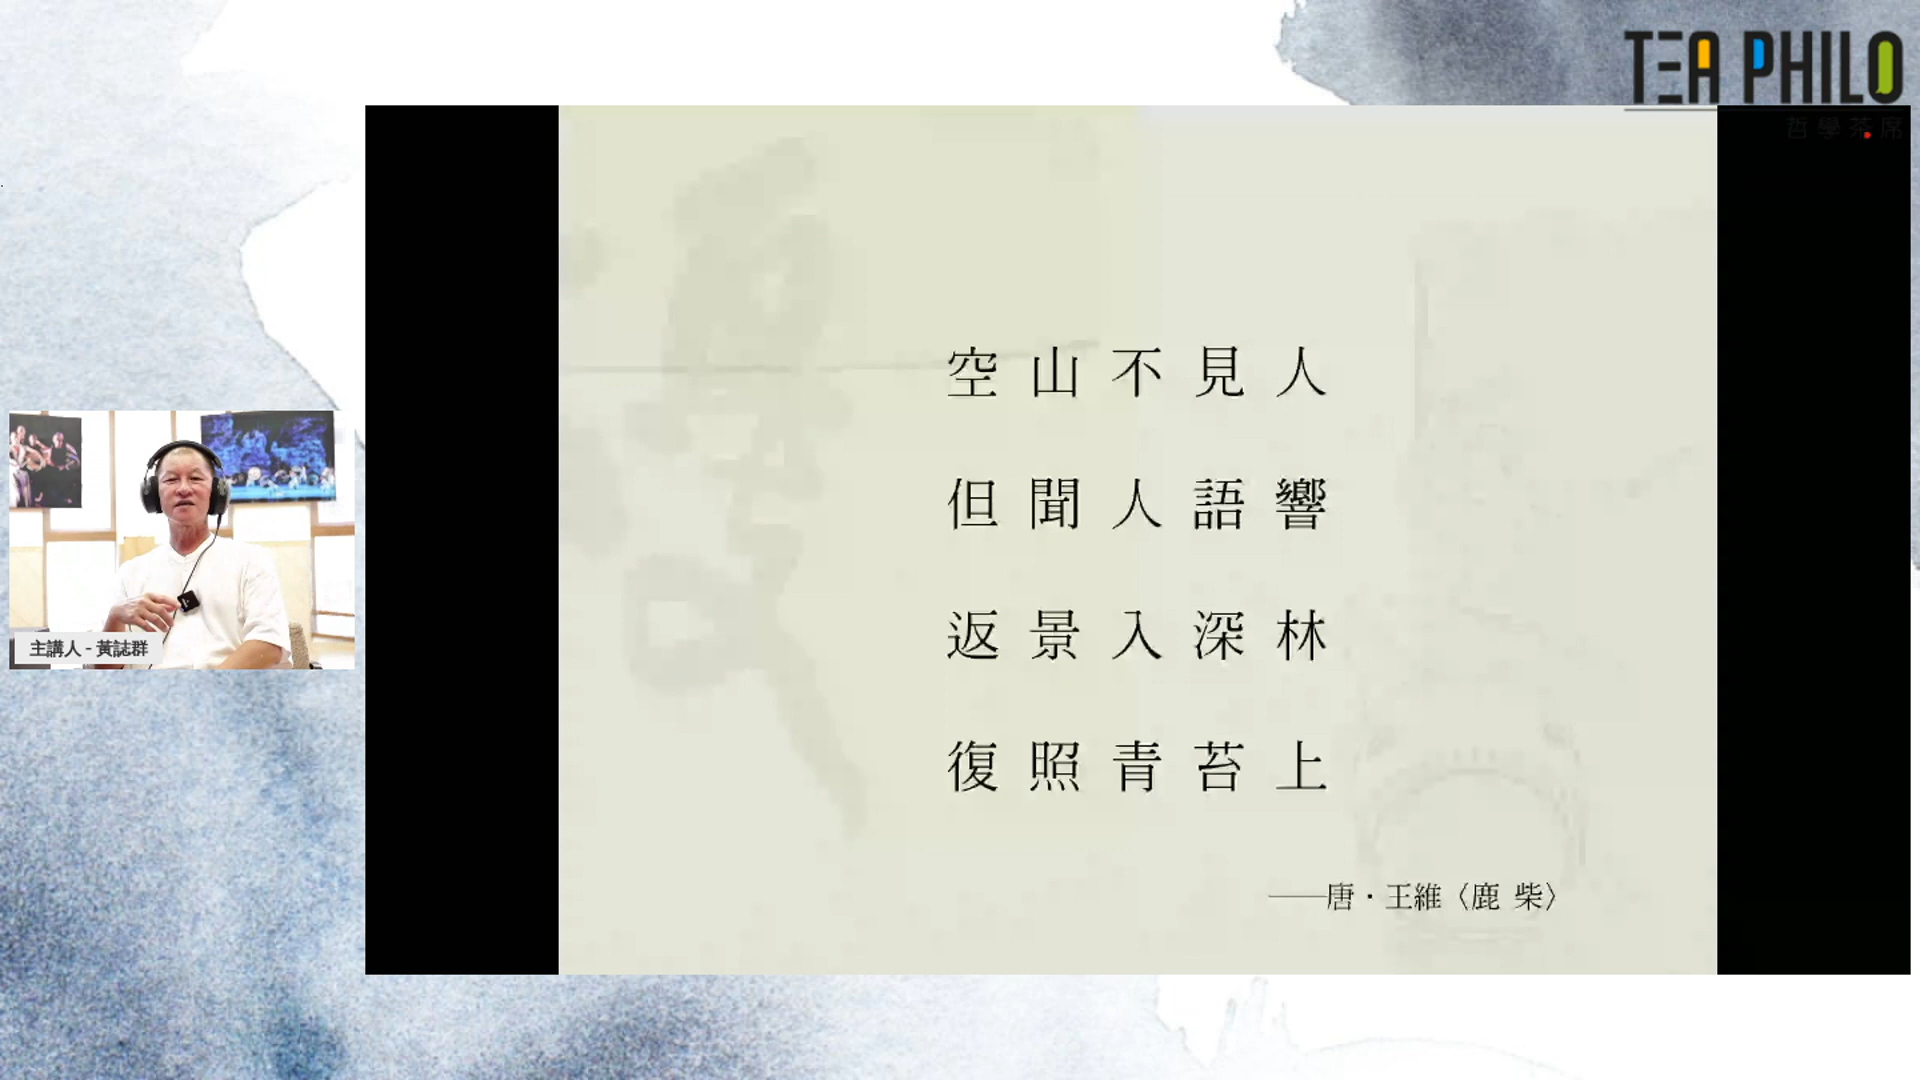 TEA PHILO
哲學茶席
空山不見人
但聞人語響
返景入深林
復照青苔上
——唐·王維〈鹿 柴〉
主講人 - 黃誌群